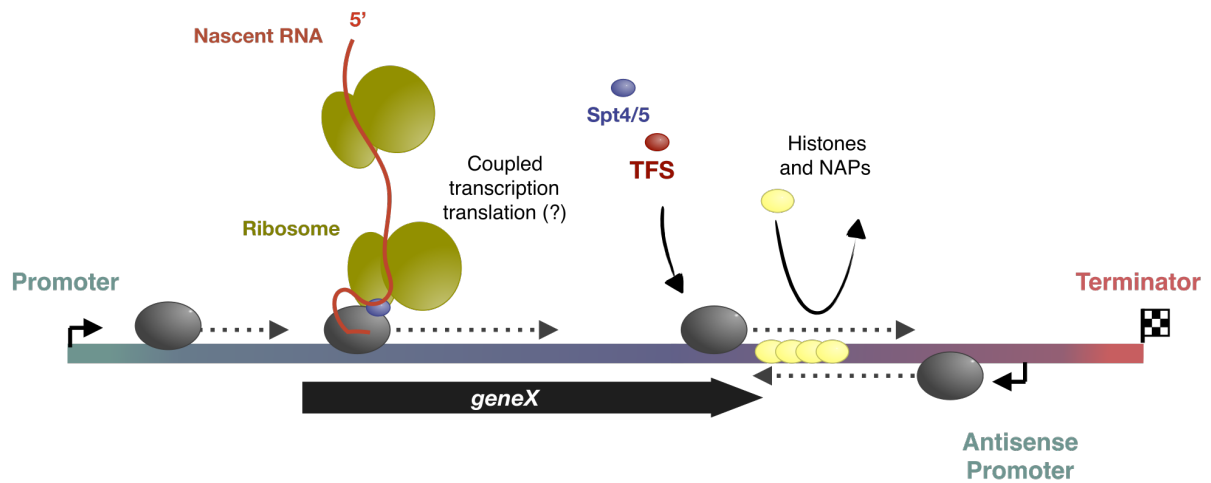 5’
Nascent RNA
Spt4/5
TFS
Histones
and NAPs
Coupled
transcription
translation (?)
Ribosome
Promoter
Terminator
geneX
Antisense
Promoter